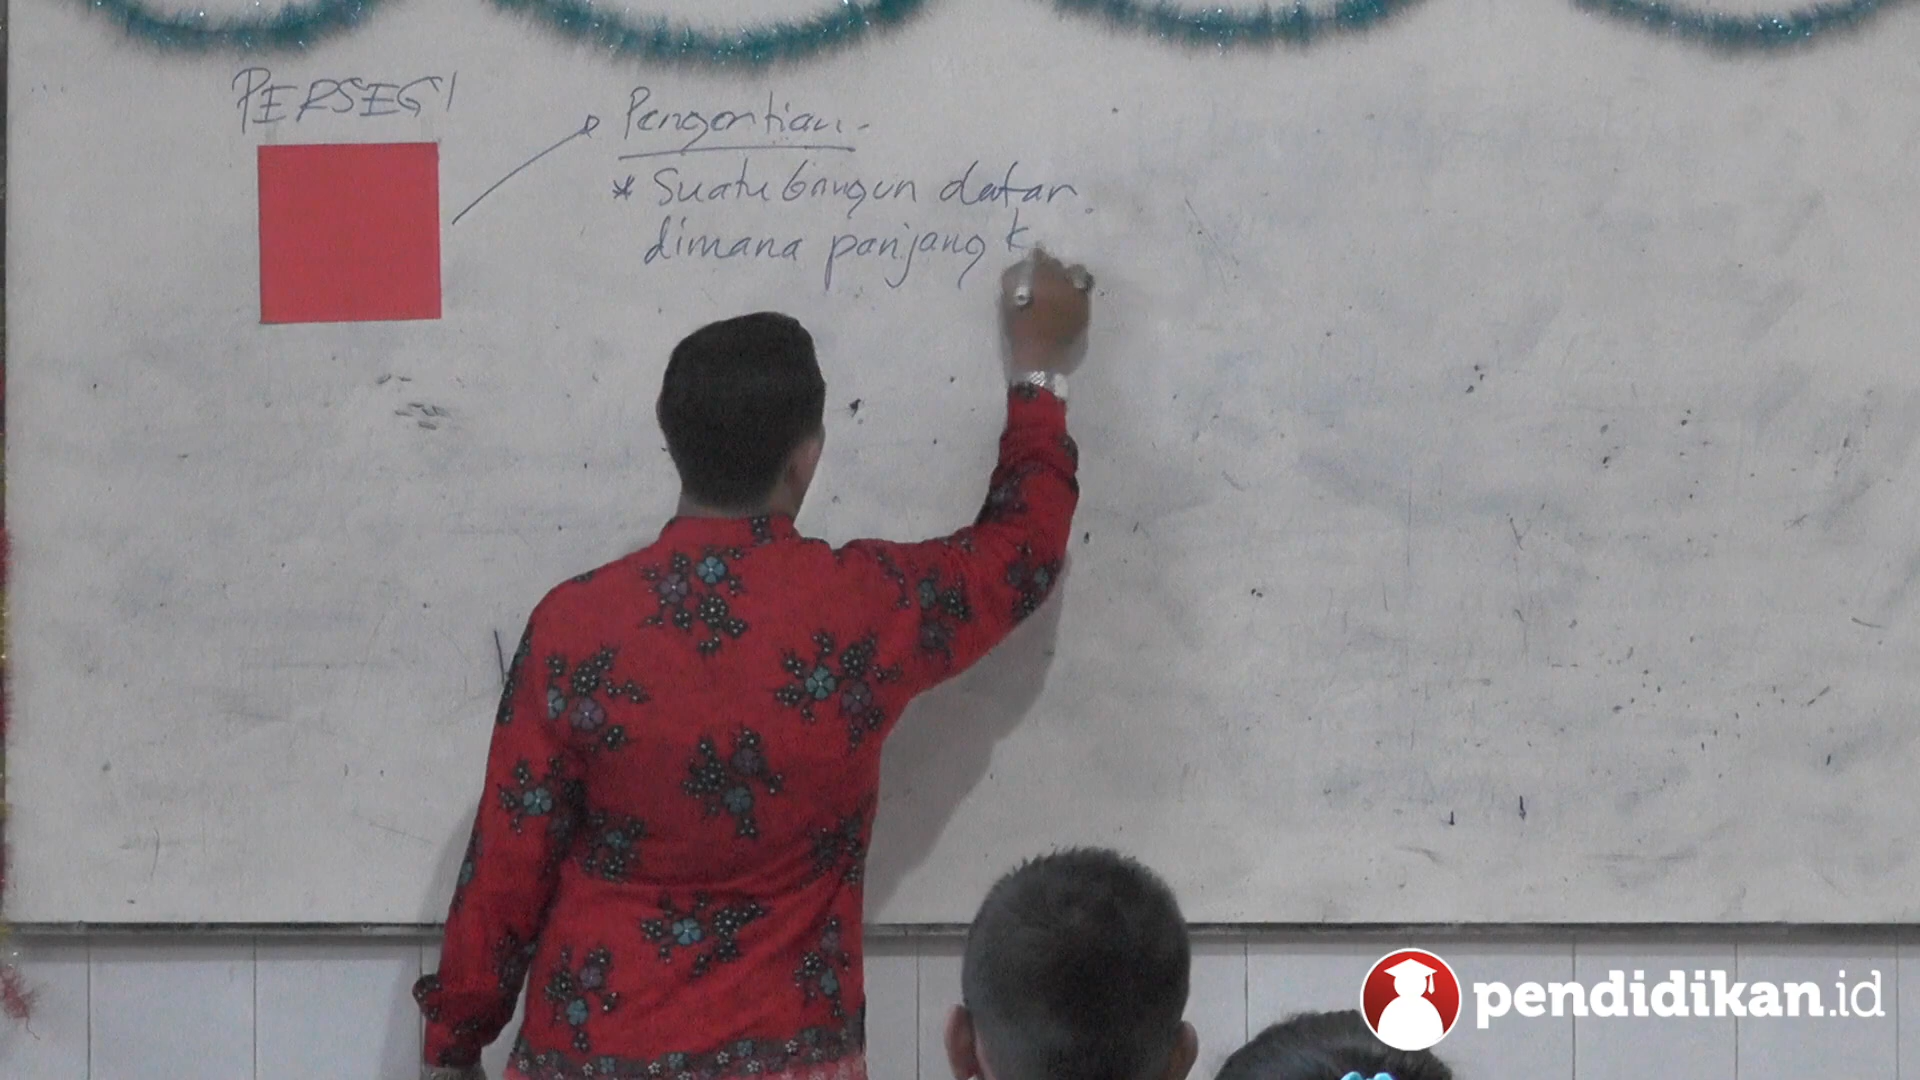 PERSEGI
Pengertian.
* Suatu bangun datar.
dimana panjang k
pendidikan.id